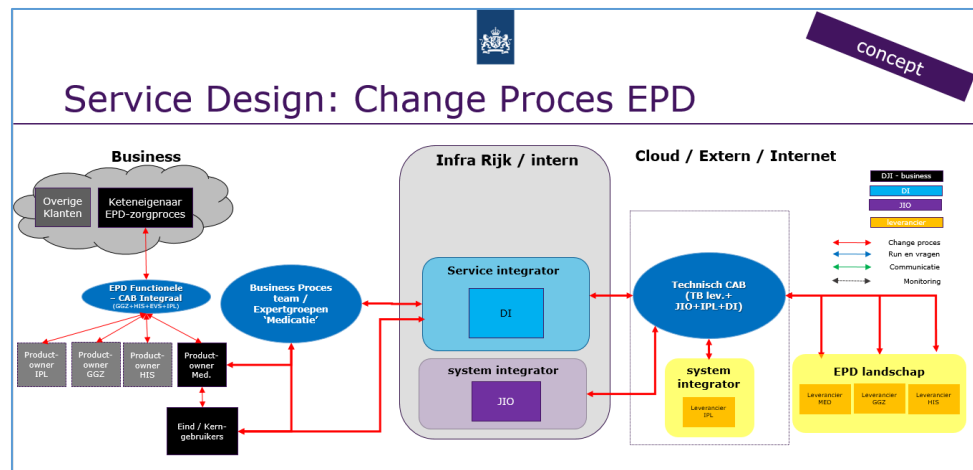 concept
Service Design: Change Proces EPD
Business
Infra Rijk / intern
Cloud / Extern / Internet
Overige
Klanten
Keteneigenaar
EPD-zorgproces
DJI - business
DI
JIO
leverancier
Change proces
Run en vragen
Communicatie
Monitoring
EPD Functionele
– CAB Integraal
(GGZ+HIS+EVS+IPL)
Business Proces
team /
Expertgroepen
'Medicatie'
Service integrator
DI
Technisch CAB
(TB lev.+
JIO+IPL+DI)
Product-
owner
IPL
Product-
owner
GGZ
Product-
owner
HIS
Product-
owner
Med.
system integrator
JIO
system
integrator
Leverancier
IPL
EPD landschap
Leverancier
MED
Leverancier
GGZ
Leverancier
HIS
Eind / Kern-
gebruikers